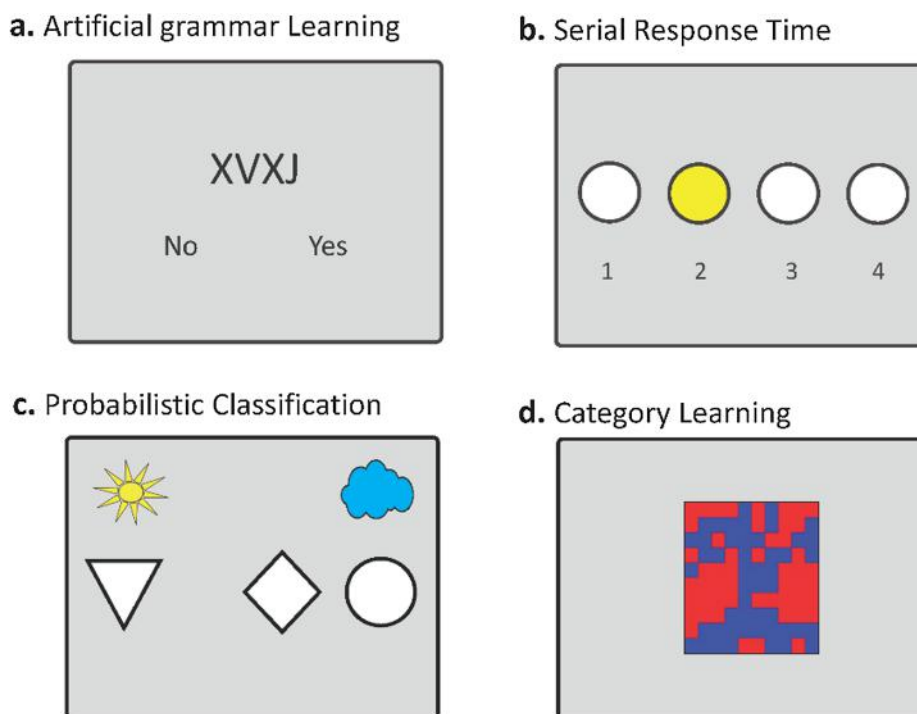 a. Artificial grammar Learning
XVXJ
No Yes
b. Serial Response Time
1 2 3 4
c. Probabilistic Classification
d. Category Learning